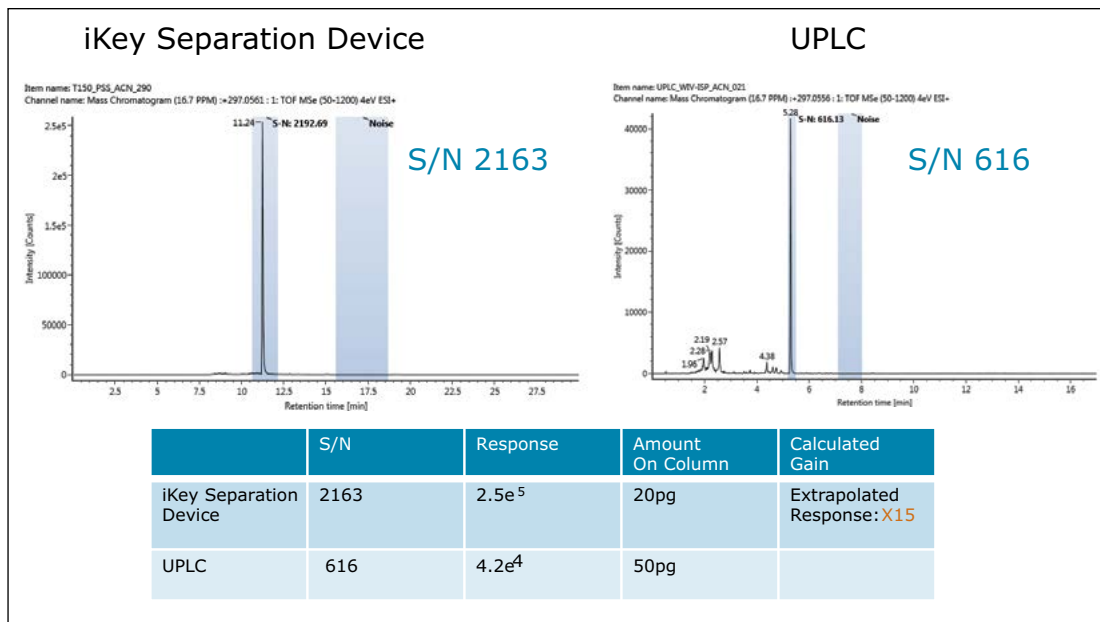 iKey Separation Device
UPLC
Item name: T150_PSS_ACN_290
Channel name: Mass Chromatogram (16.7 PPM) :+297.0561 : 1: TOF MSe (50-1200) 4eV ESI+
11.24
S-N: 2192.69
Noise
S/N 2163
2.5e5
2e5
1.5e5
100000
50000
0
Intensity [Counts]
2.5
5
7.5
10
12.5
15
17.5
20
22.5
25
27.5
Retention time [min]
Item name: UPLC_WIV-ISP_ACN_021
Channel name: Mass Chromatogram (16.7 PPM) :+297.0556 : 1: TOF MSe (50-1200) 4eV ESI+
5.28
S-N: 616.13
Noise
S/N 616
40000
30000
20000
10000
0
Intensity [Counts]
1.96
2.28
2.19
2.57
4.38
2
4
6
8
10
12
14
16
Retention time [min]
S/N Response Amount On Column Calculated Gain
iKey Separation Device 2163 2.5e5 20pg Extrapolated Response: X15
UPLC 616 4.2e4 50pg